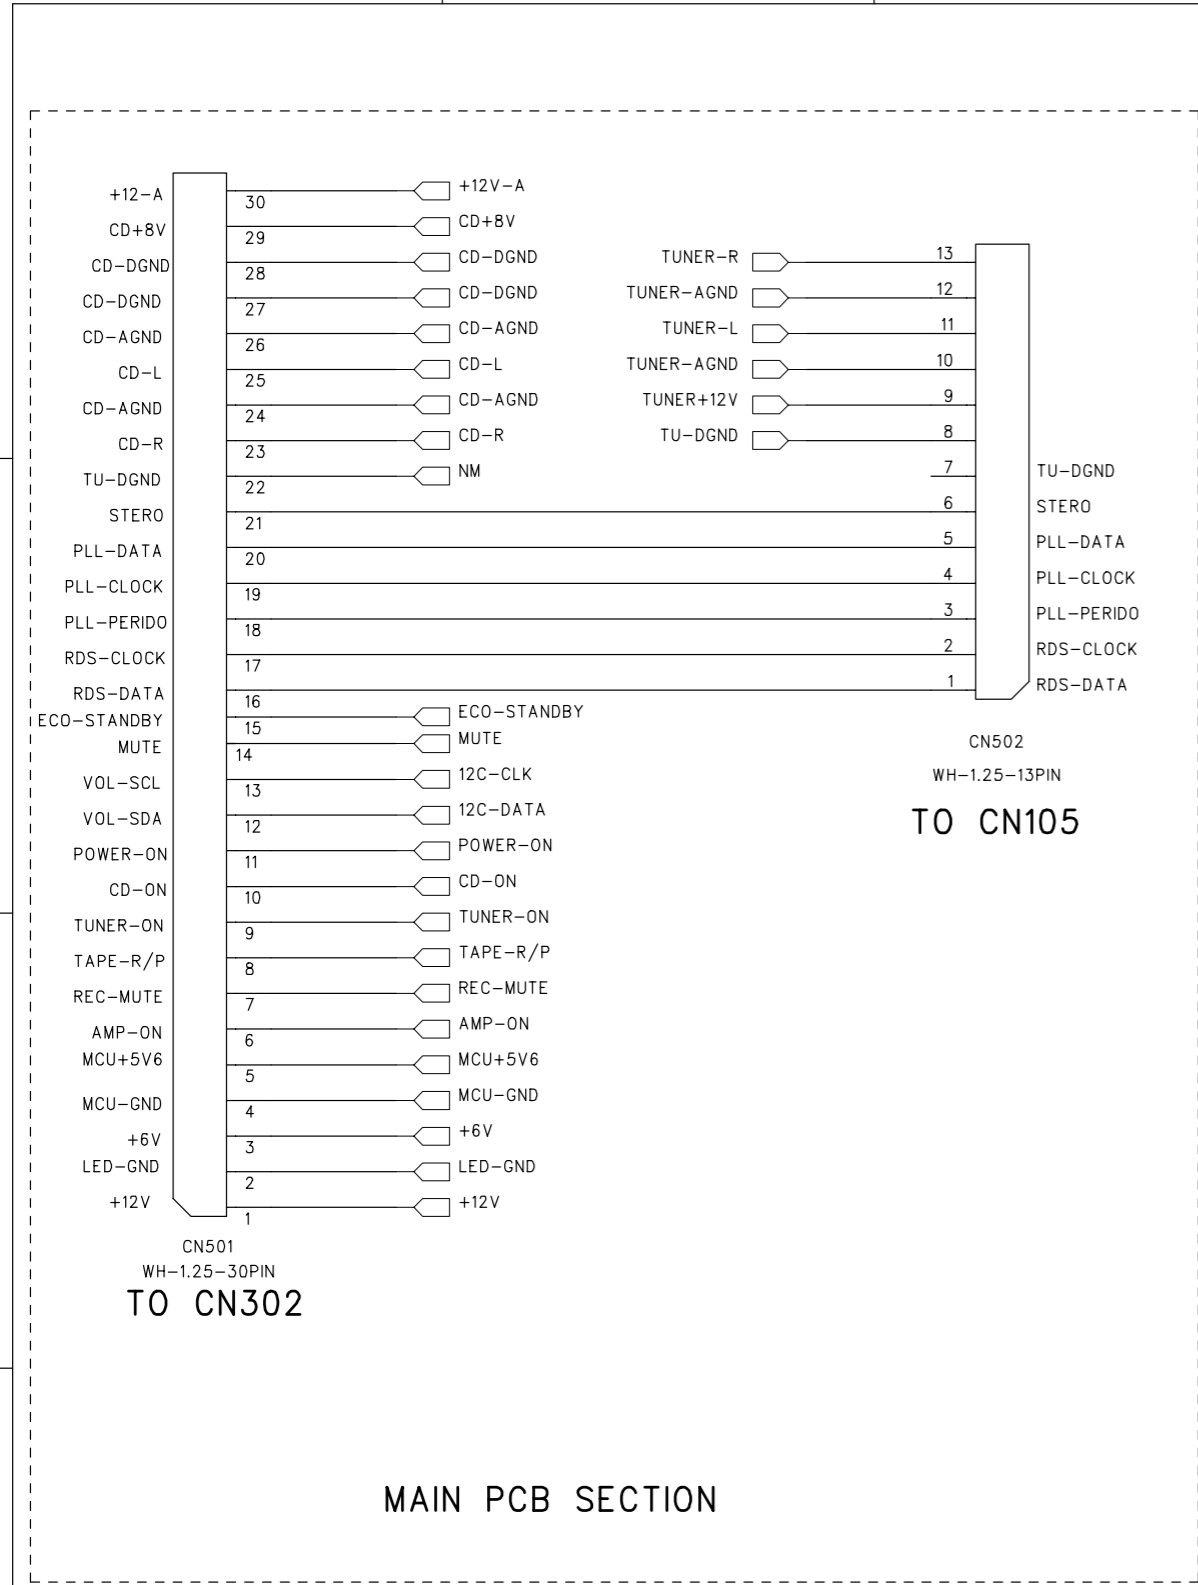 +12-A 30 +12V-A
CD+8V 29 CD+8V
CD-DGND 28 CD-DGND
CD-DGND 27 CD-DGND
CD-AGND 26 CD-AGND
CD-L 25 CD-L
CD-AGND 24 CD-AGND
CD-R 23 CD-R
TU-DGND 22 NM
STERO 21
PLL-DATA 20
PLL-CLOCK 19
PLL-PERIDO 18
RDS-CLOCK 17
RDS-DATA 16
ECO-STANDBY 15 ECO-STANDBY
MUTE 14 MUTE
VOL-SCL 13 12C-CLK
VOL-SDA 12 12C-DATA
POWER-ON 11 POWER-ON
CD-ON 10 CD-ON
TUNER-ON 9 TUNER-ON
TAPE-R/P 8 TAPE-R/P
REC-MUTE 7 REC-MUTE
AMP-ON 6 AMP-ON
MCU+5V6 5 MCU+5V6
MCU-GND 4 MCU-GND
+6V 3 +6V
LED-GND 2 LED-GND
+12V 1 +12V
CN501
WH-1.25-30PIN
TO CN302
TUNER-R 13
TUNER-AGND 12
TUNER-L 11
TUNER-AGND 10
TUNER+12V 9
TU-DGND 8
7 TU-DGND
6 STERO
5 PLL-DATA
4 PLL-CLOCK
3 PLL-PERIDO
2 RDS-CLOCK
1 RDS-DATA
CN502
WH-1.25-13PIN
TO CN105
MAIN PCB SECTION